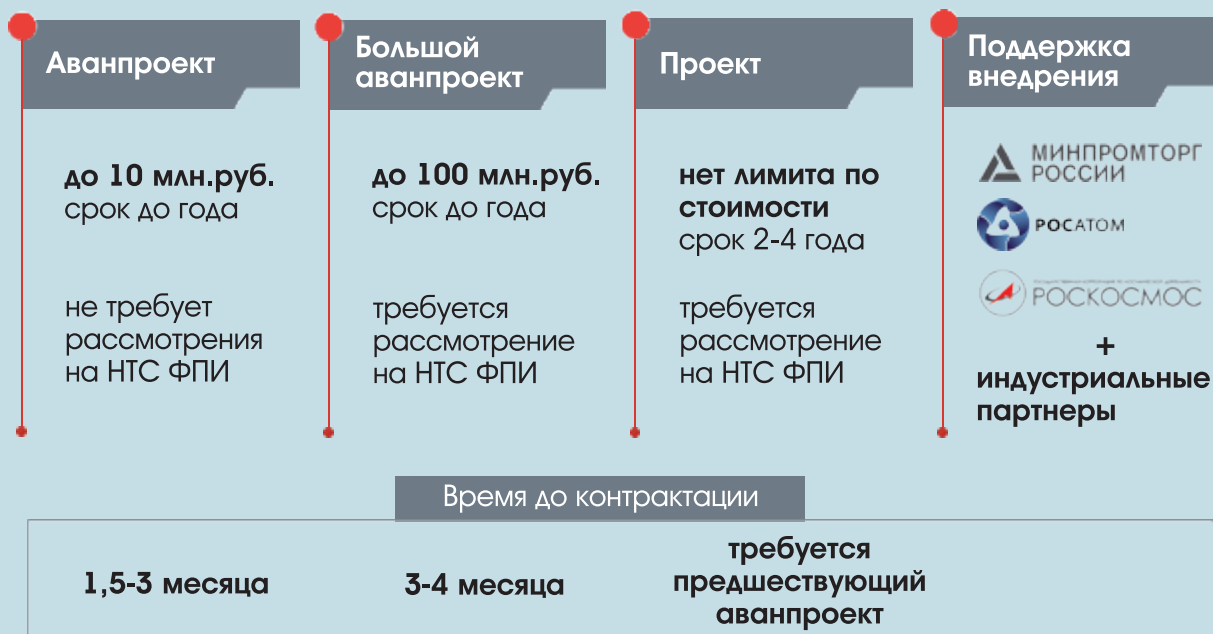 Аванпроект
до 10 млн.руб.
срок до года
не требует
рассмотрения
на НТС ФПИ
Большой
аванпроект
до 100 млн.руб.
срок до года
требуется
рассмотрение
на НТС ФПИ
Проект
нет лимита по
стоимости
срок 2-4 года
требуется
рассмотрение
на НТС ФПИ
Поддержка
внедрения
МИНПРОМТОРГ
РОССИИ
РОСАТОМ
РОСКОСМОС
+
индустриальные
партнеры
Время до контрактации
1,5-3 месяца
3-4 месяца
требуется
предшествующий
аванпроект